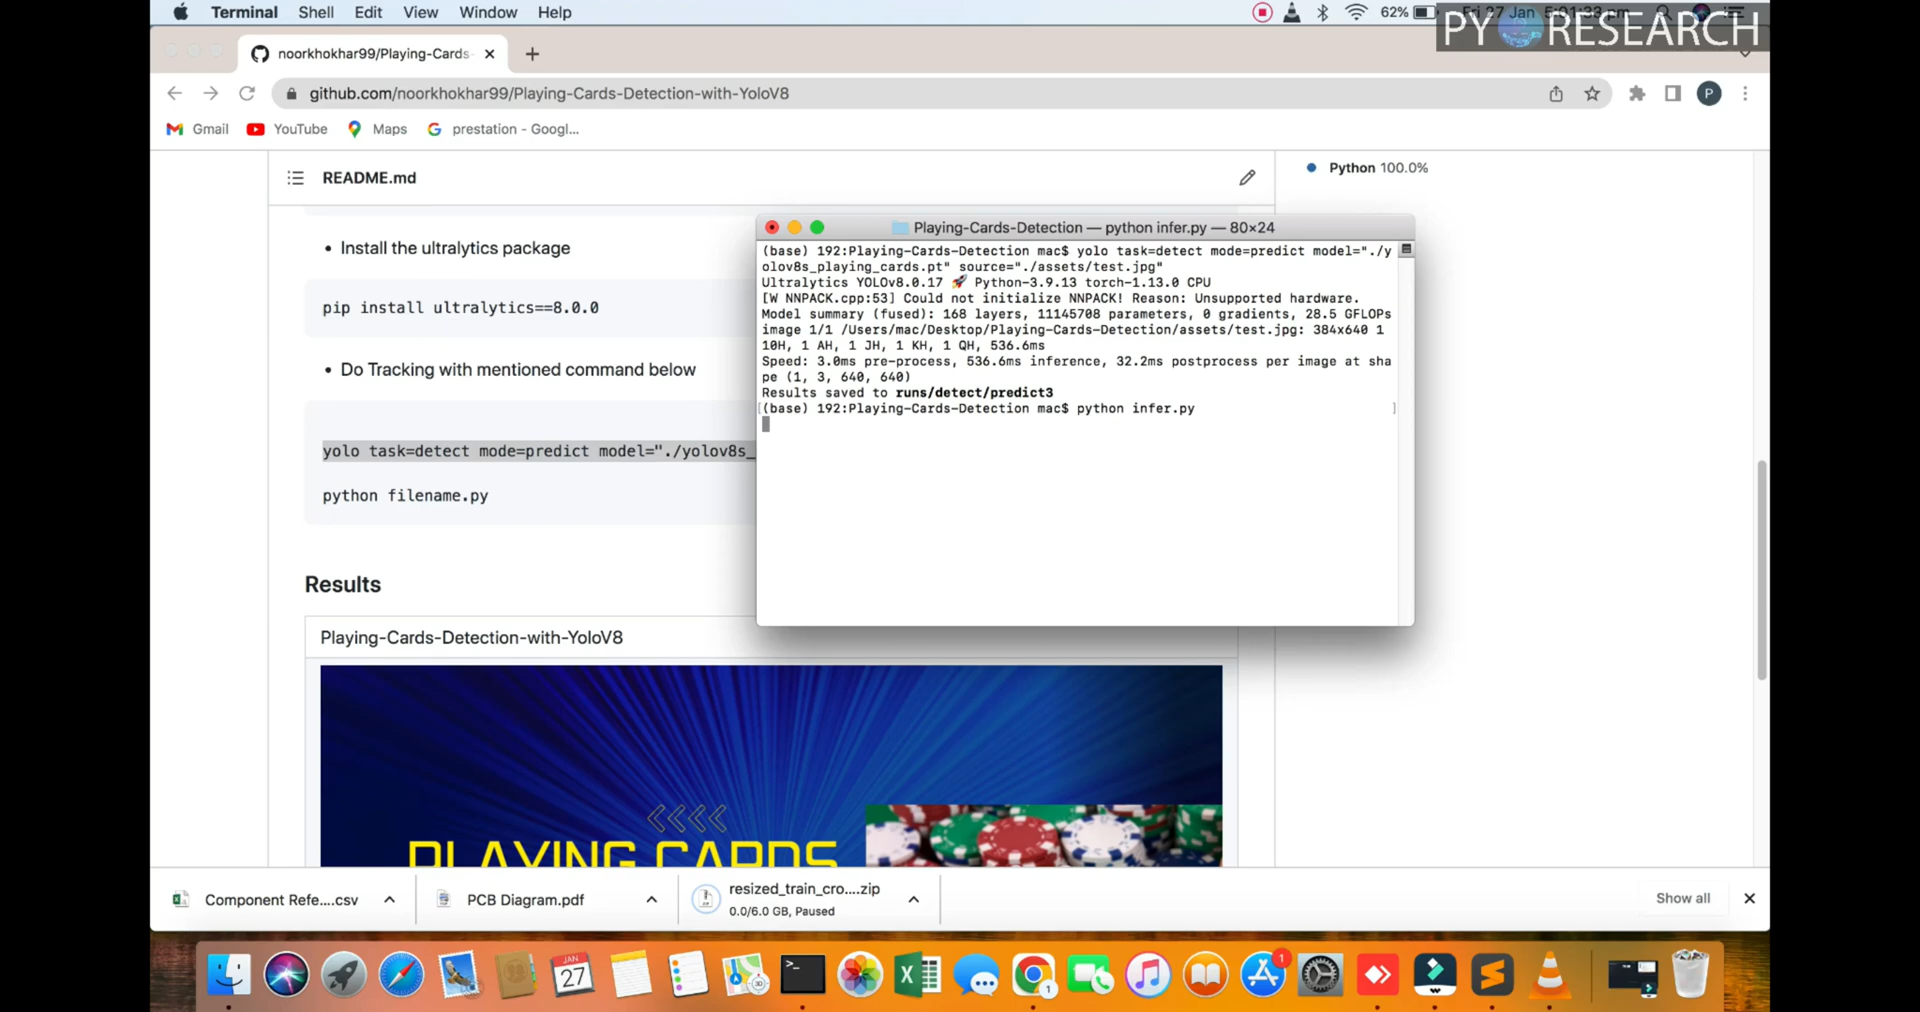 Terminal Shell Edit View Window Help 62% Fri 27 Jan 5:01:33 pm
PY RESEARCH
noorkhokhar99/Playing-Cards-
github.com/noorkhokhar99/Playing-Cards-Detection-with-YoloV8 P
Gmail YouTube Maps prestation - Googl...
README.md
Python 100.0%
• Install the ultralytics package
pip install ultralytics==8.0.0
• Do Tracking with mentioned command below
yolo task=detect mode=predict model="./yolov8s_
python filename.py
Results
Playing-Cards-Detection-with-YoloV8
PLAYING CARDS
Playing-Cards-Detection — python infer.py — 80×24
(base) 192:Playing-Cards-Detection mac$ yolo task=detect mode=predict model="./y
olov8s_playing_cards.pt" source="./assets/test.jpg"
Ultralytics YOLOv8.0.17 🚀 Python-3.9.13 torch-1.13.0 CPU
[W NNPACK.cpp:53] Could not initialize NNPACK! Reason: Unsupported hardware.
Model summary (fused): 168 layers, 11145708 parameters, 0 gradients, 28.5 GFLOPs
image 1/1 /Users/mac/Desktop/Playing-Cards-Detection/assets/test.jpg: 384x640 1
10H, 1 AH, 1 JH, 1 KH, 1 QH, 536.6ms
Speed: 3.0ms pre-process, 536.6ms inference, 32.2ms postprocess per image at sha
pe (1, 3, 640, 640)
Results saved to runs/detect/predict3
[(base) 192:Playing-Cards-Detection mac$ python infer.py ]
Component Refe....csv
PCB Diagram.pdf
resized_train_cro....zip
0.0/6.0 GB, Paused
Show all
JAN
27
1
1